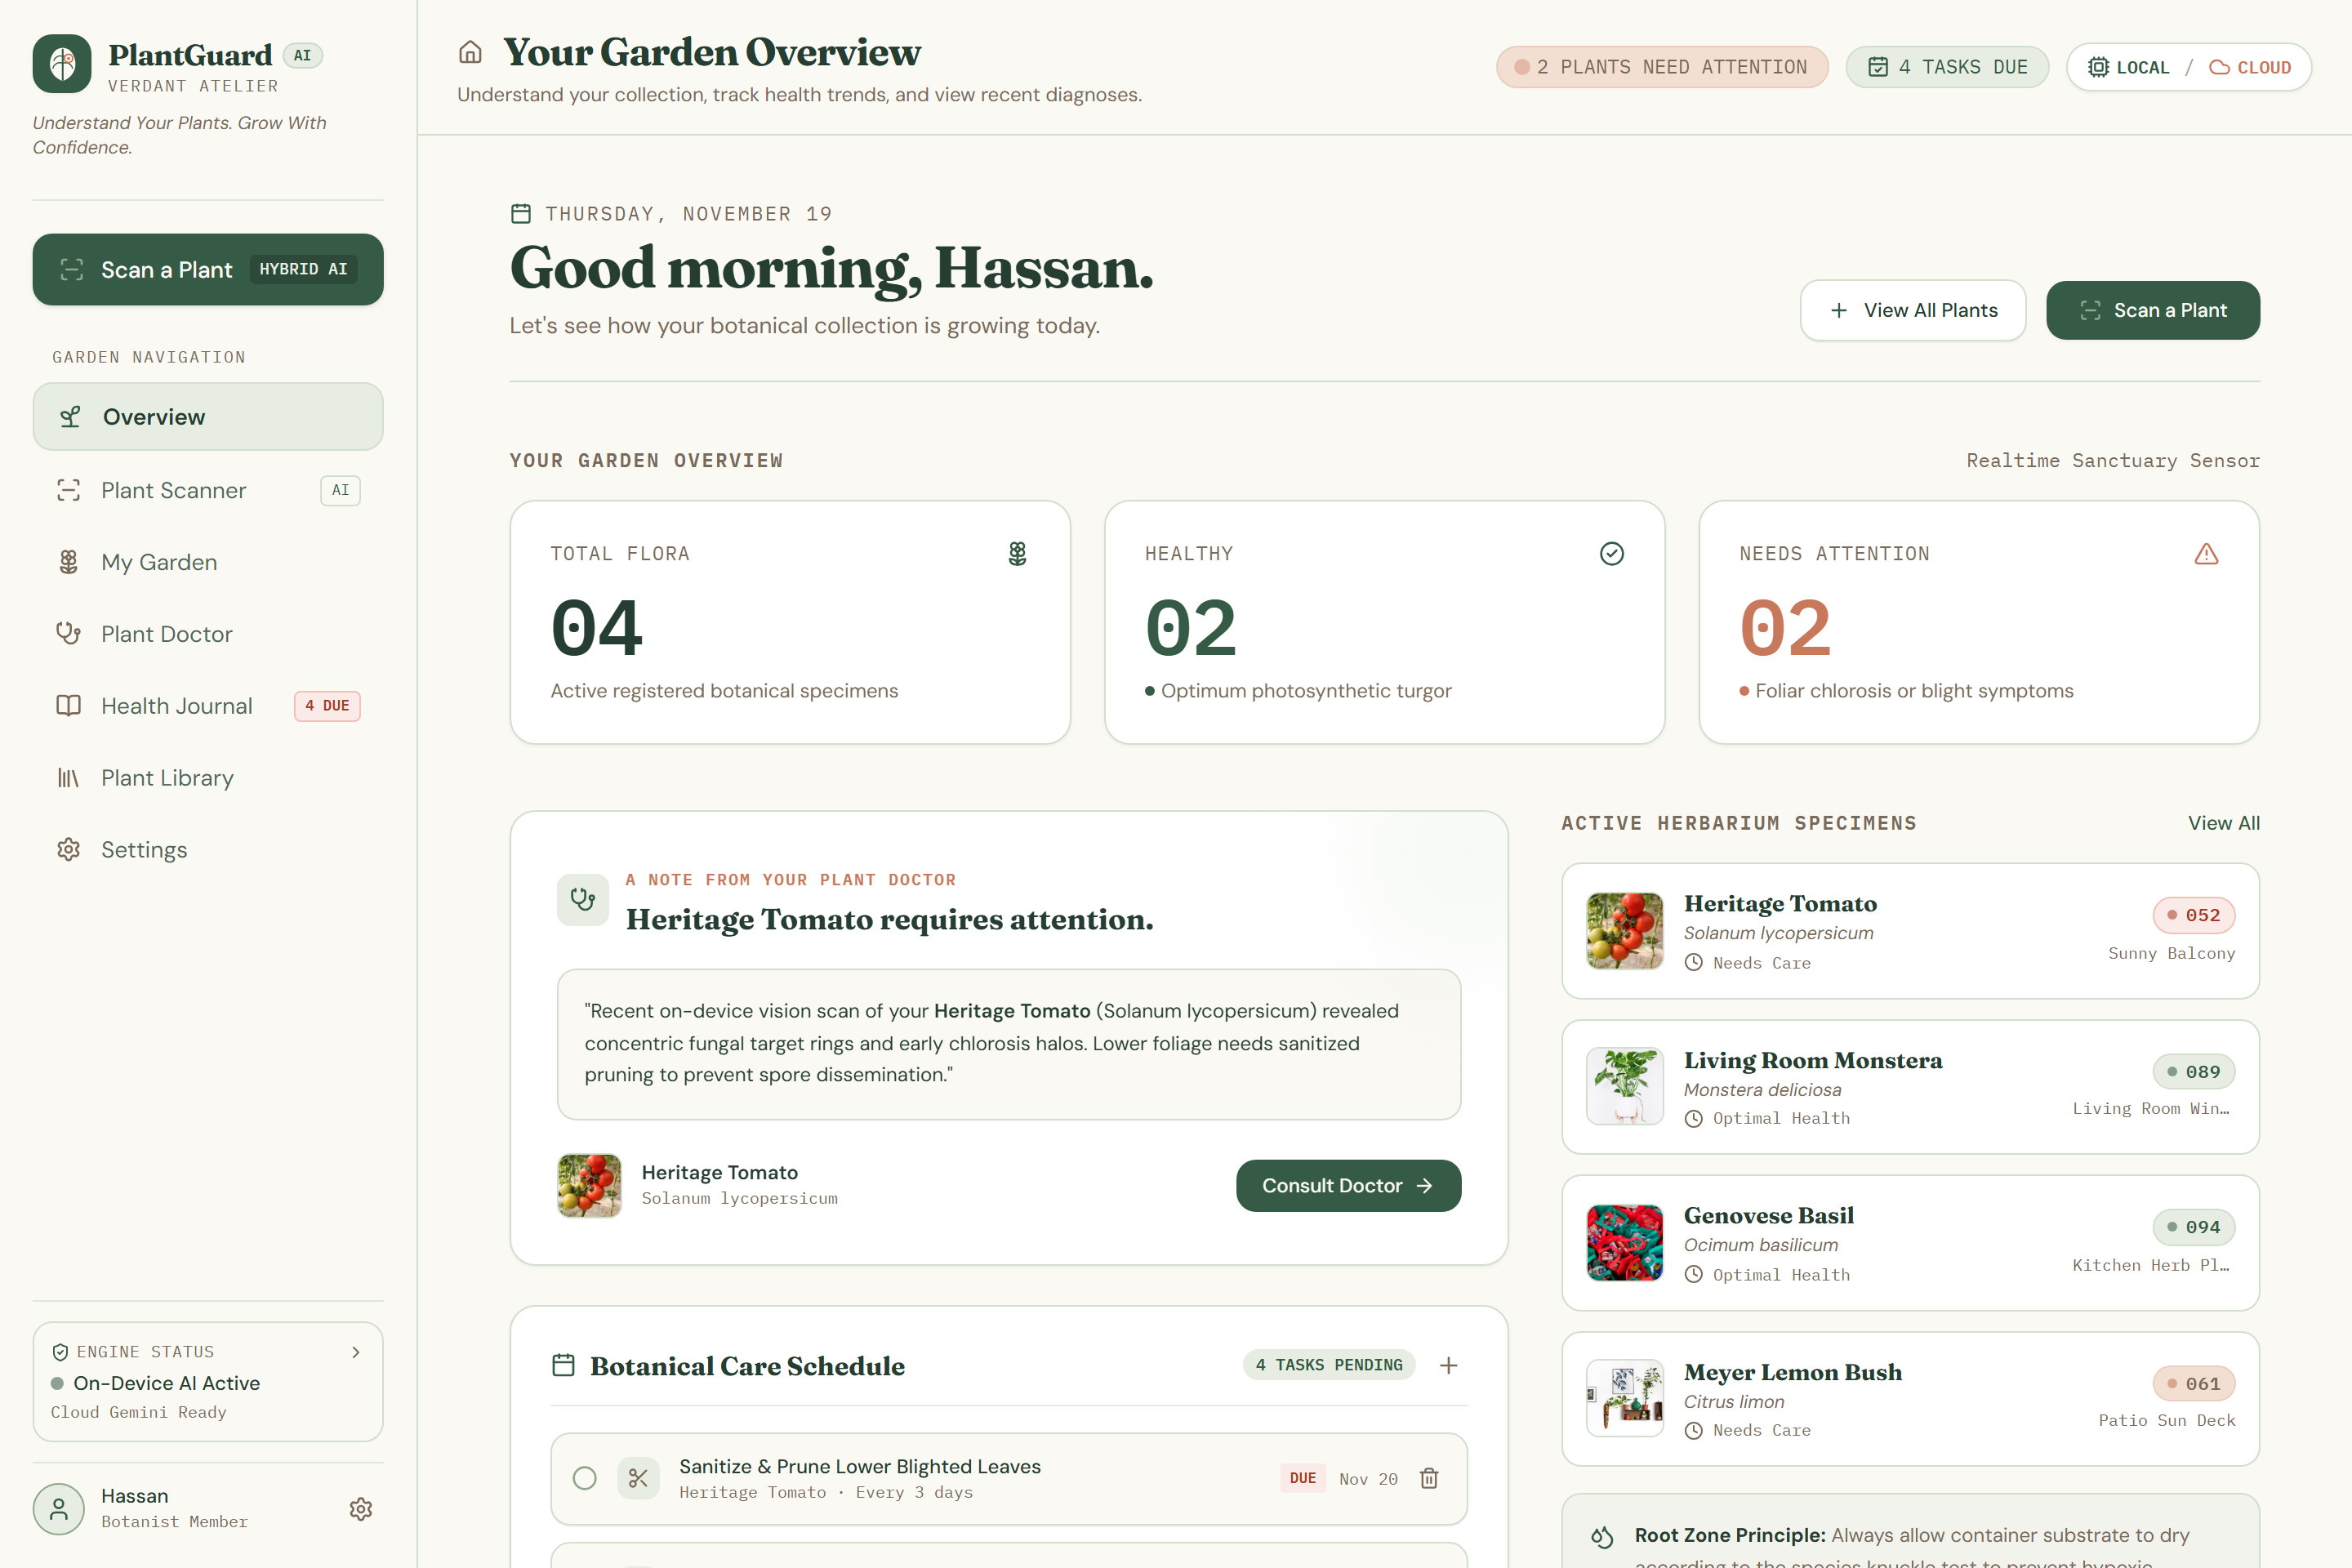 PlantGuard AI
VERDANT ATELIER
Understand Your Plants. Grow With
Confidence.
Scan a Plant HYBRID AI
GARDEN NAVIGATION
Overview
Plant Scanner AI
My Garden
Plant Doctor
Health Journal 4 DUE
Plant Library
Settings
ENGINE STATUS
On-Device AI Active
Cloud Gemini Ready
Hassan
Botanist Member
Your Garden Overview
Understand your collection, track health trends, and view recent diagnoses.
2 PLANTS NEED ATTENTION
4 TASKS DUE
LOCAL / CLOUD
THURSDAY, NOVEMBER 19
Good morning, Hassan.
Let's see how your botanical collection is growing today.
View All Plants
Scan a Plant
YOUR GARDEN OVERVIEW
Realtime Sanctuary Sensor
TOTAL FLORA
04
Active registered botanical specimens
HEALTHY
02
Optimum photosynthetic turgor
NEEDS ATTENTION
02
Foliar chlorosis or blight symptoms
A NOTE FROM YOUR PLANT DOCTOR
Heritage Tomato requires attention.
"Recent on-device vision scan of your Heritage Tomato (Solanum lycopersicum) revealed
concentric fungal target rings and early chlorosis halos. Lower foliage needs sanitized
pruning to prevent spore dissemination."
Heritage Tomato
Solanum lycopersicum
Consult Doctor
Botanical Care Schedule
4 TASKS PENDING
Sanitize & Prune Lower Blighted Leaves
Heritage Tomato · Every 3 days
DUE Nov 20
ACTIVE HERBARIUM SPECIMENS
View All
Heritage Tomato
Solanum lycopersicum
Needs Care
052
Sunny Balcony
Living Room Monstera
Monstera deliciosa
Optimal Health
089
Living Room Win…
Genovese Basil
Ocimum basilicum
Optimal Health
094
Kitchen Herb Pl…
Meyer Lemon Bush
Citrus limon
Needs Care
061
Patio Sun Deck
Root Zone Principle: Always allow container substrate to dry
according to the species knuckle test to prevent hypoxic